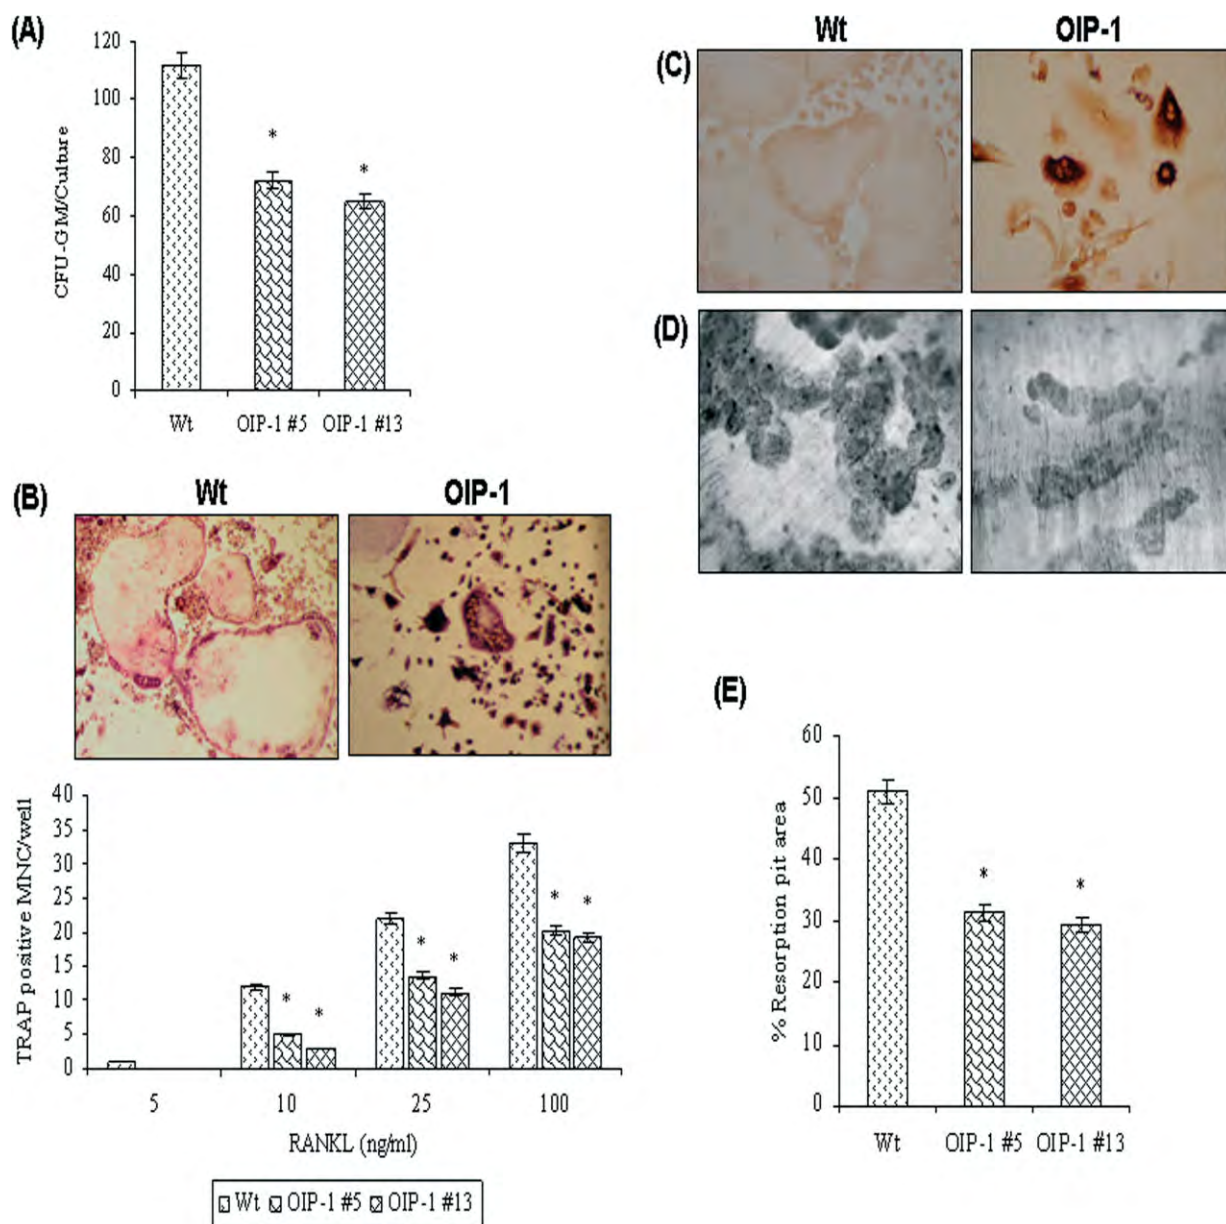 (A)
120
100
80
60
40
20
0
CFU-GM/Culture
*
*
Wt OIP-1 #5 OIP-1 #13
(B)
Wt OIP-1
40
35
30
25
20
15
10
5
0
TRAP positive MNC/well
* *
* *
* *
5 10 25 100
RANKL (ng/ml)
Wt OIP-1 #5 OIP-1 #13
Wt OIP-1
(C)
(D)
(E)
60
50
40
30
20
10
0
% Resorption pit area
*
*
Wt OIP-1 #5 OIP-1 #13